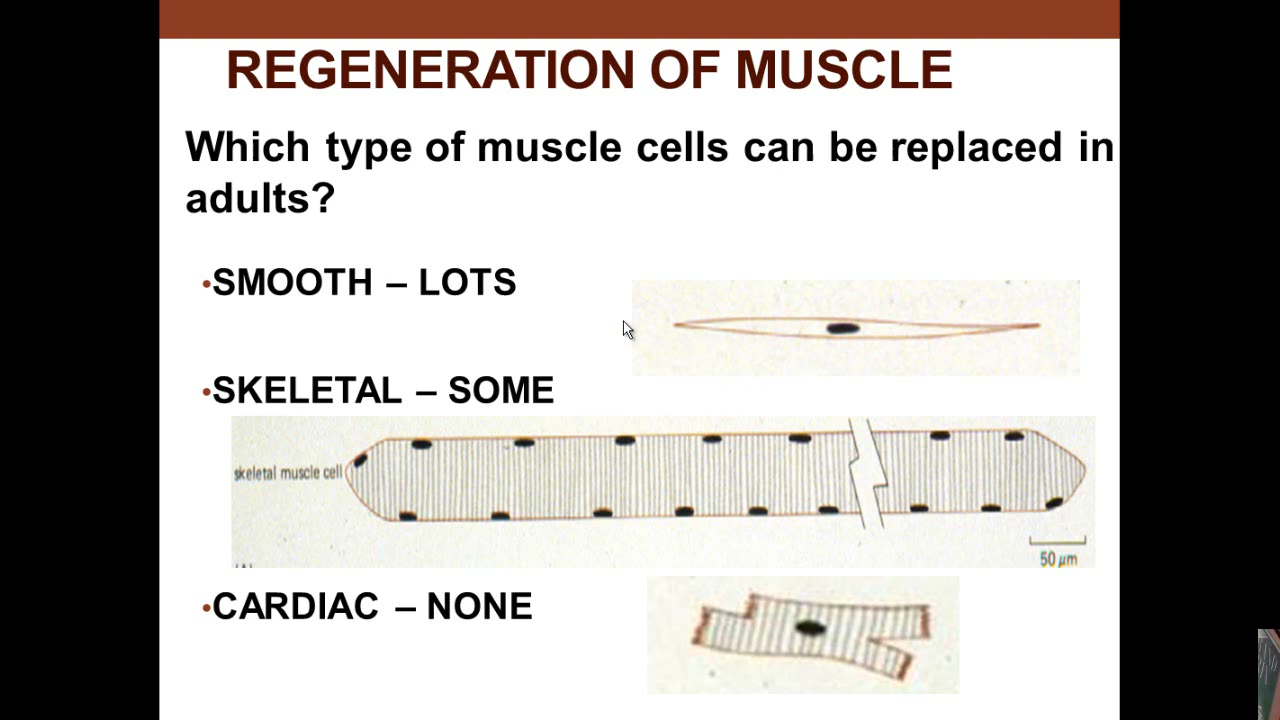 REGENERATION OF MUSCLE
Which type of muscle cells can be replaced in
adults?
•SMOOTH – LOTS
•SKELETAL – SOME
skeletal muscle cell
50 µm
•CARDIAC – NONE